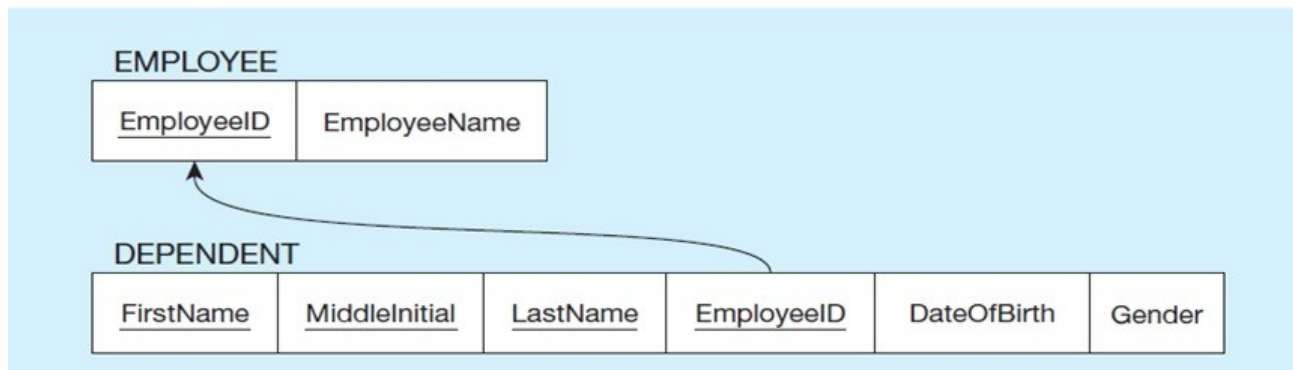 EMPLOYEE
EmployeeID EmployeeName
DEPENDENT
FirstName MiddleInitial LastName EmployeeID DateOfBirth Gender